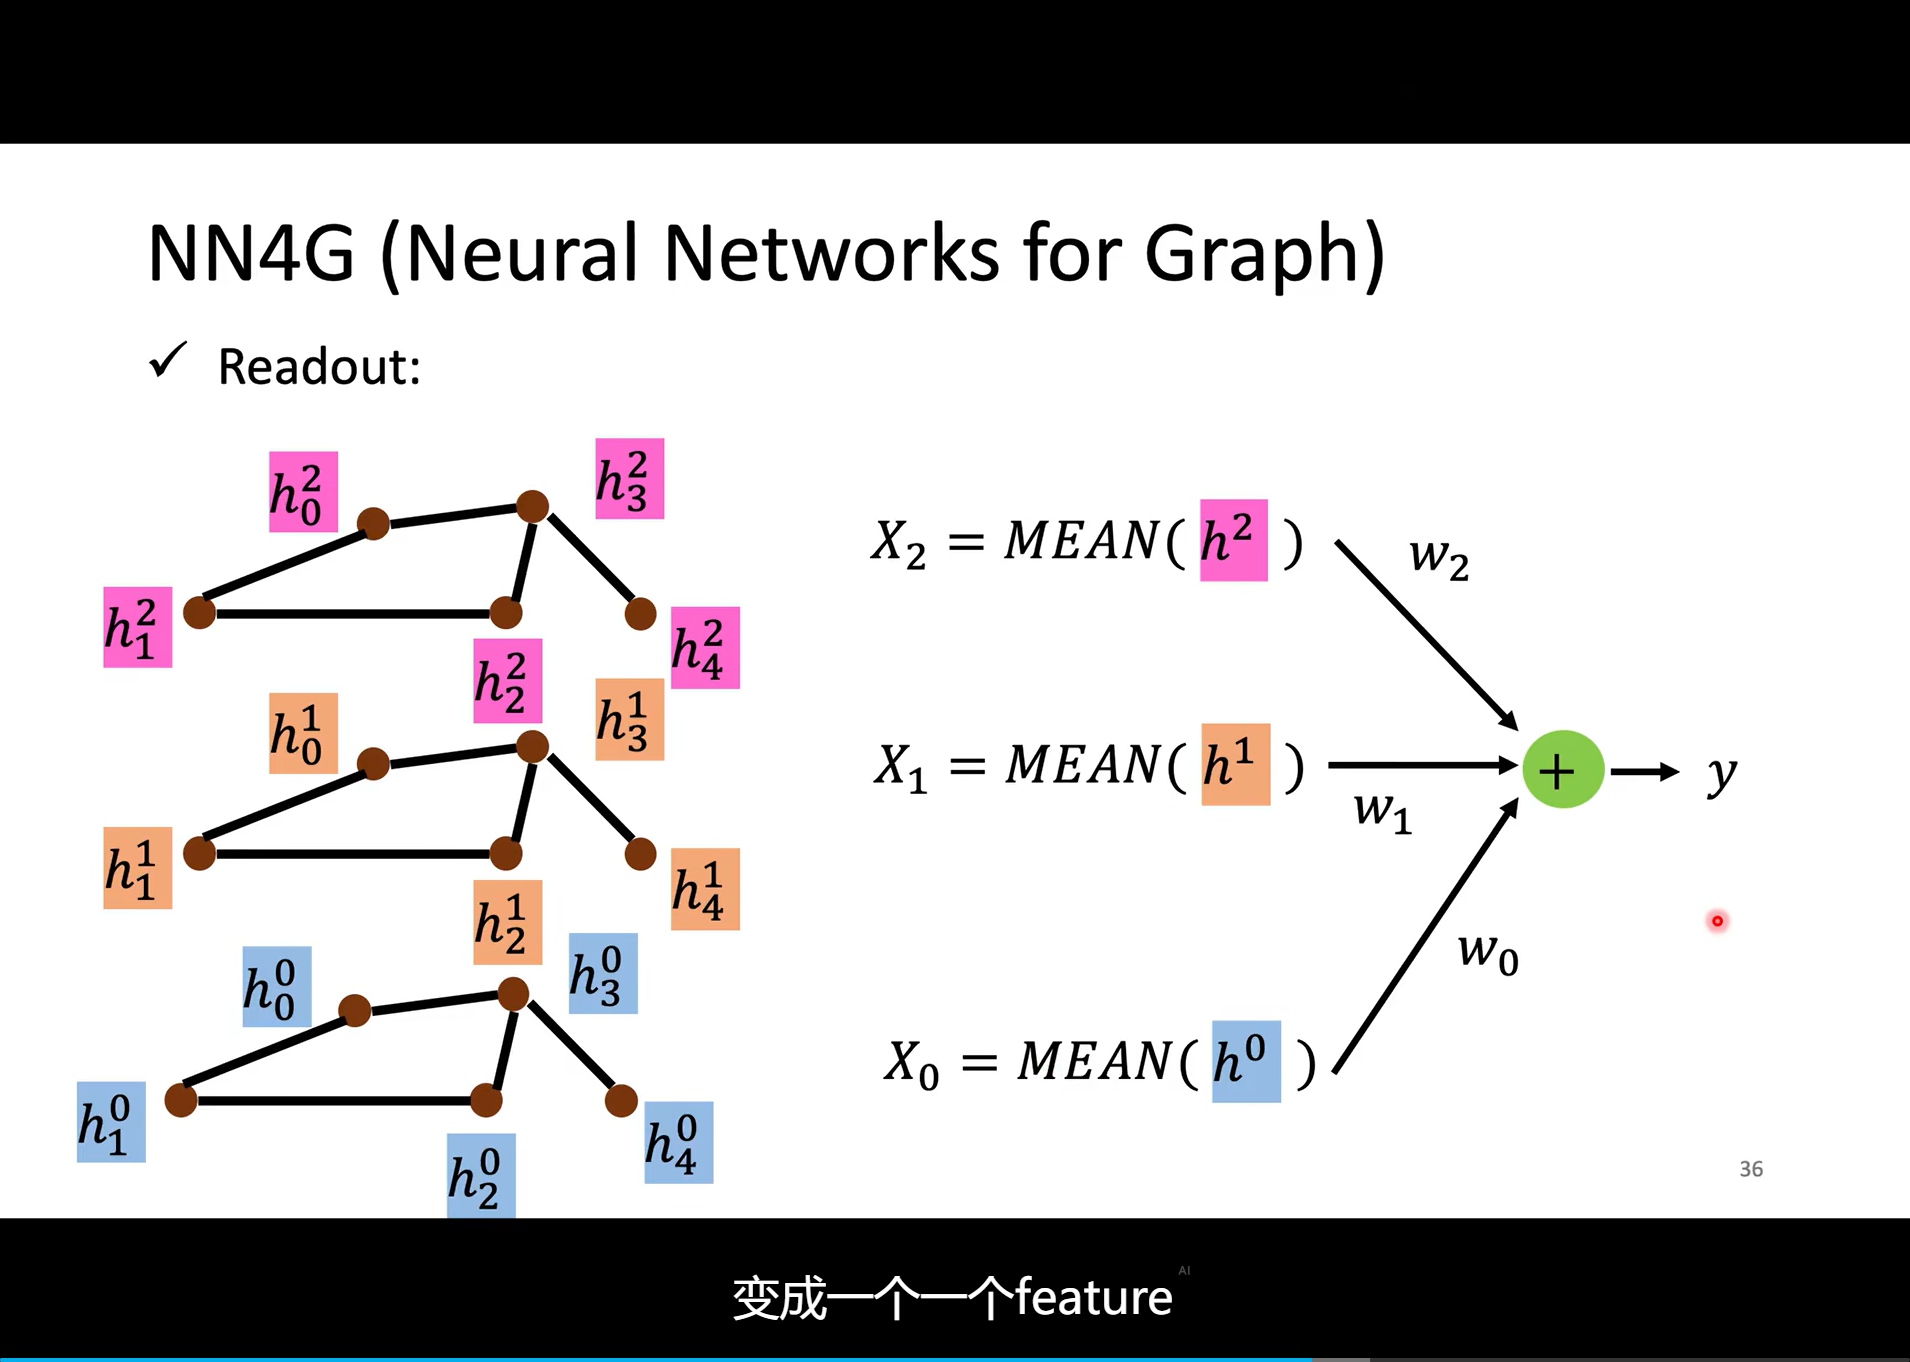 NN4G (Neural Networks for Graph)
✓ Readout:
h_0^2
h_3^2
h_1^2
h_2^2
h_4^2
h_0^1
h_3^1
h_1^1
h_2^1
h_4^1
h_0^0
h_3^0
h_1^0
h_2^0
h_4^0
X_2 = MEAN( h^2 )
w_2
X_1 = MEAN( h^1 )
w_1
+
y
w_0
X_0 = MEAN( h^0 )
36
变成一个一个feature
AI